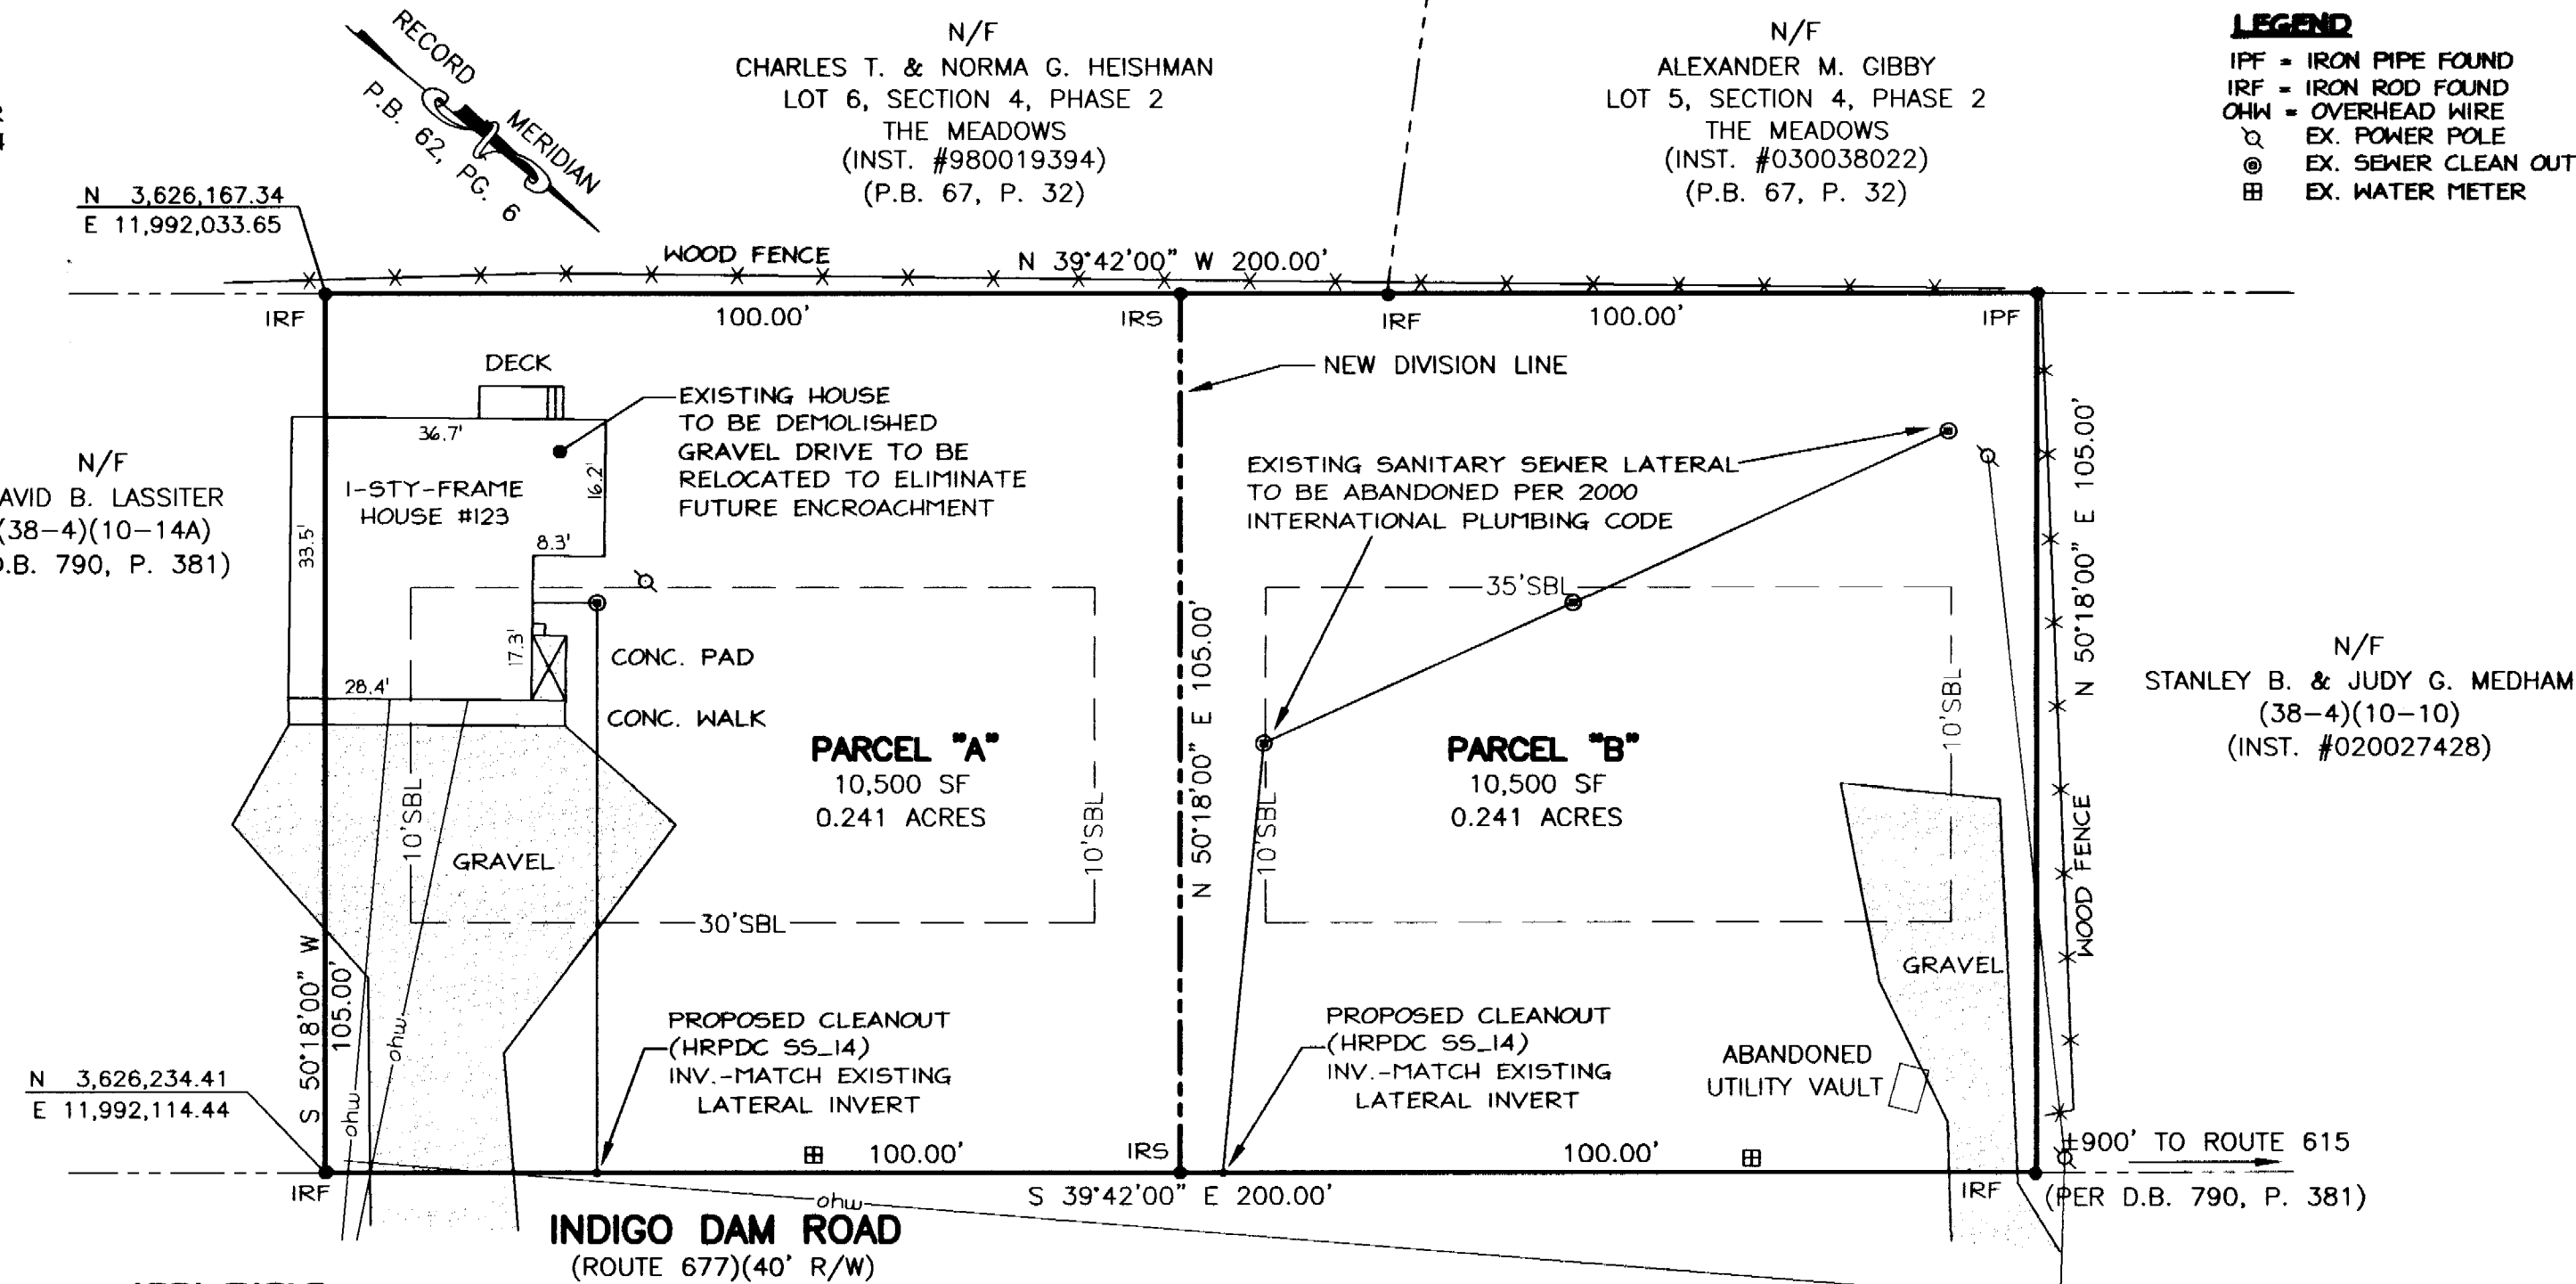 RECORD MERIDIAN
P.B. 62, PG. 6
N/F
CHARLES T. & NORMA G. HEISHMAN
LOT 6, SECTION 4, PHASE 2
THE MEADOWS
(INST. #980019394)
(P.B. 67, P. 32)
N/F
ALEXANDER M. GIBBY
LOT 5, SECTION 4, PHASE 2
THE MEADOWS
(INST. #030038022)
(P.B. 67, P. 32)
LEGEND
IPF = IRON PIPE FOUND
IRF = IRON ROD FOUND
OHW = OVERHEAD WIRE
EX. POWER POLE
EX. SEWER CLEAN OUT
EX. WATER METER
N 3,626,167.34
E 11,992,033.65
WOOD FENCE
N 39°42'00" W 200.00'
IRF
100.00'
IRS
IRF
100.00'
IPF
DECK
NEW DIVISION LINE
EXISTING HOUSE
TO BE DEMOLISHED
GRAVEL DRIVE TO BE
RELOCATED TO ELIMINATE
FUTURE ENCROACHMENT
36.7'
16.2'
1-STY-FRAME
HOUSE #123
33.5'
8.3'
17.3'
28.4'
N/F
AVID B. LASSITER
(38-4)(10-14A)
.B. 790, P. 381)
EXISTING SANITARY SEWER LATERAL
TO BE ABANDONED PER 2000
INTERNATIONAL PLUMBING CODE
N 50°18'00" E 105.00'
35'SBL
CONC. PAD
CONC. WALK
N 50°18'00" E 105.00'
N/F
STANLEY B. & JUDY G. MEDHAM
(38-4)(10-10)
(INST. #020027428)
PARCEL "A"
10,500 SF
0.241 ACRES
PARCEL "B"
10,500 SF
0.241 ACRES
10'SBL
10'SBL
10'SBL
10'SBL
GRAVEL
30'SBL
WOOD FENCE
GRAVEL
S 50°18'00" W
105.00'
ohw
ohw
PROPOSED CLEANOUT
(HRPDC SS_14)
INV.-MATCH EXISTING
LATERAL INVERT
PROPOSED CLEANOUT
(HRPDC SS_14)
INV.-MATCH EXISTING
LATERAL INVERT
ABANDONED
UTILITY VAULT
N 3,626,234.41
E 11,992,114.44
100.00'
IRS
100.00'
±900' TO ROUTE 615
(PER D.B. 790, P. 381)
IRF
S 39°42'00" E 200.00'
IRF
ohw
INDIGO DAM ROAD
(ROUTE 677)(40' R/W)